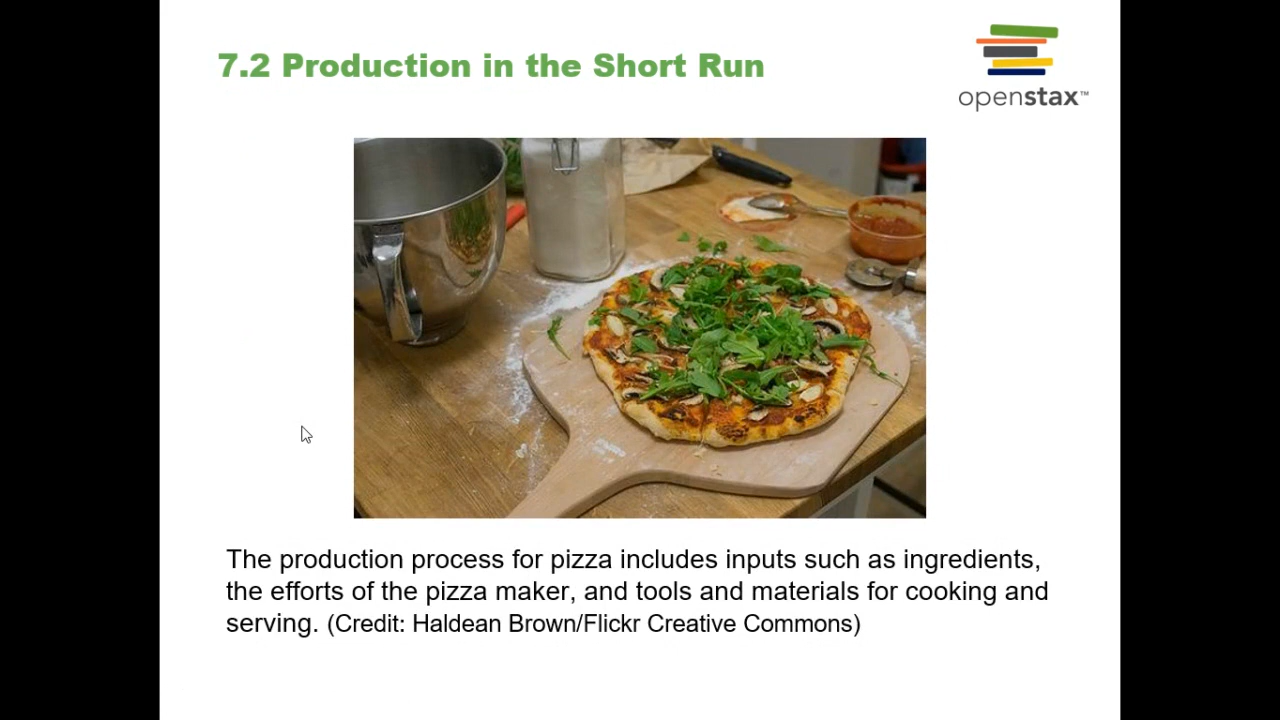 7.2 Production in the Short Run
openstax™
The production process for pizza includes inputs such as ingredients,
the efforts of the pizza maker, and tools and materials for cooking and
serving. (Credit: Haldean Brown/Flickr Creative Commons)